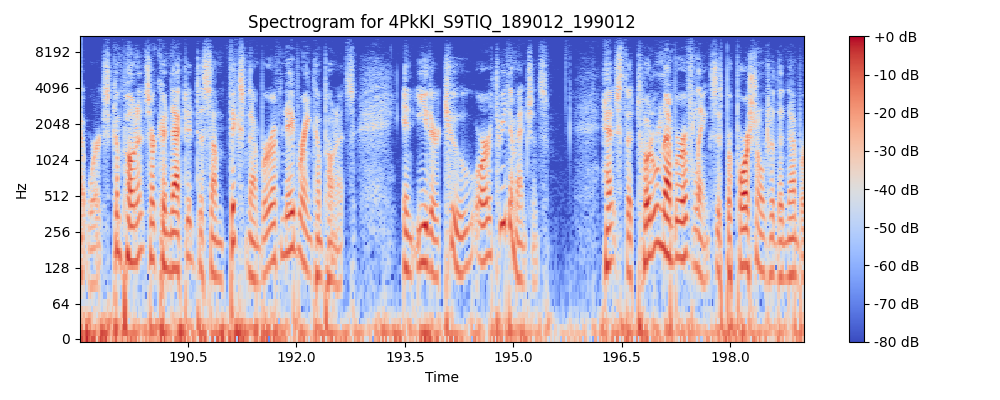 Spectrogram for 4PkKI_S9TIQ_189012_199012
8192
4096
2048
1024
512
256
128
64
0
Hz
190.5 192.0 193.5 195.0 196.5 198.0
Time
+0 dB
-10 dB
-20 dB
-30 dB
-40 dB
-50 dB
-60 dB
-70 dB
-80 dB